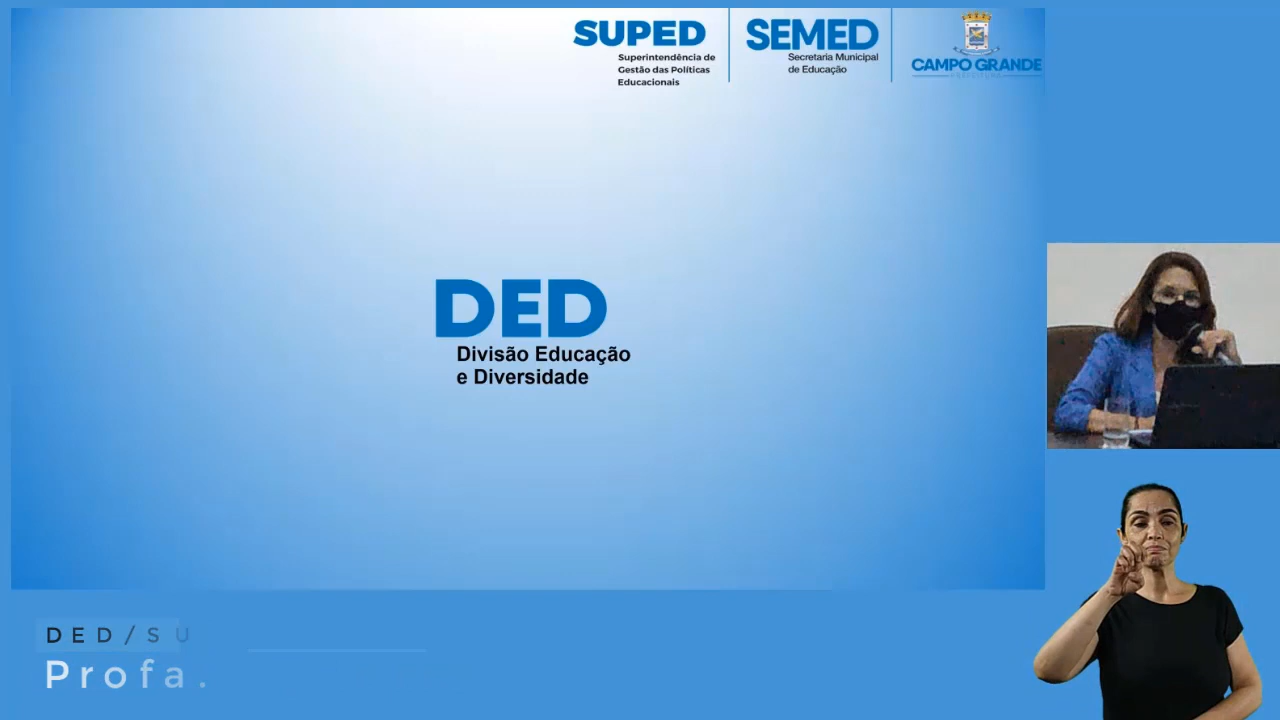 SUPED
Superintendência de
Gestão das Políticas
Educacionais
SEMED
Secretaria Municipal
de Educação
CAMPO GRANDE
PREFEITURA
DED
Divisão Educação
e Diversidade
DED/SU
Profa.